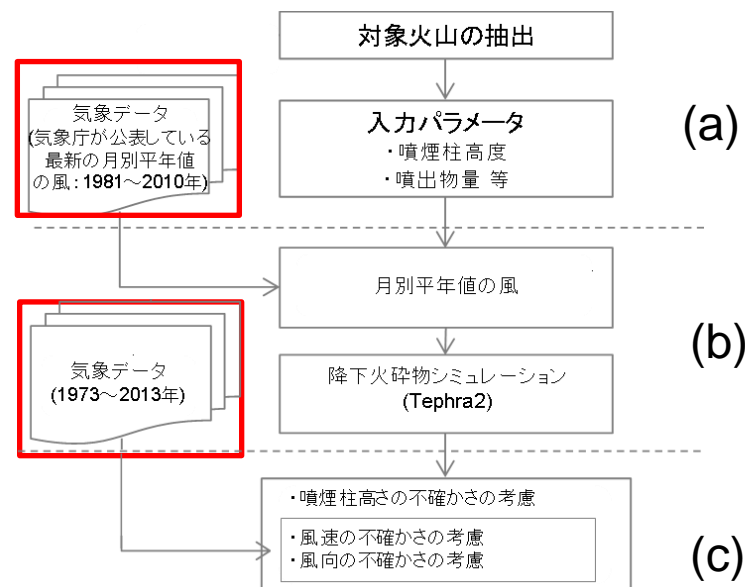 対象火山の抽出
気象データ
(気象庁が公表している
最新の月別平年値
の風：1981～2010年)
入力パラメータ
・噴煙柱高度
・噴出物量 等
(a)
月別平年値の風
気象データ
(1973～2013年)
降下火砕物シミュレーション
(Tephra2)
(b)
・噴煙柱高さの不確かさの考慮
・風速の不確かさの考慮
・風向の不確かさの考慮
(c)